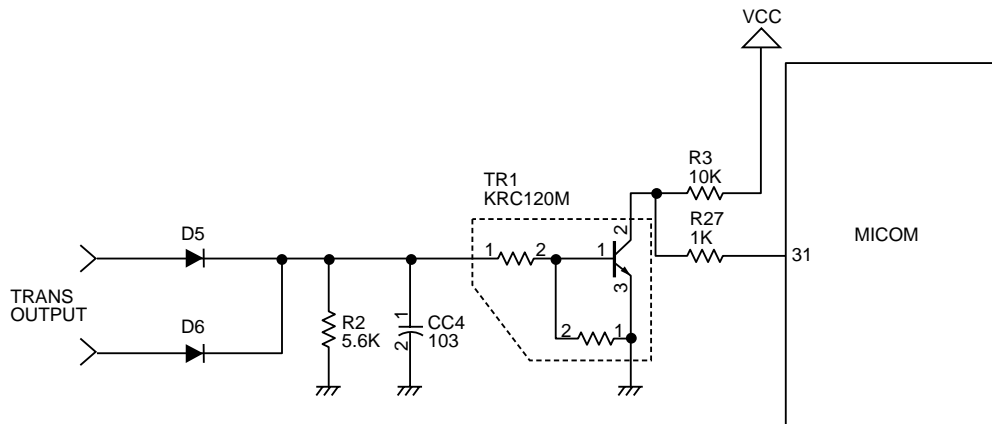 VCC
R3
10K
TR1
KRC120M
R27
1K
2
D5
1
2
1
31
MICOM
TRANS
OUTPUT
3
D6
R2
5.6K
1
2
CC4
103
2
1